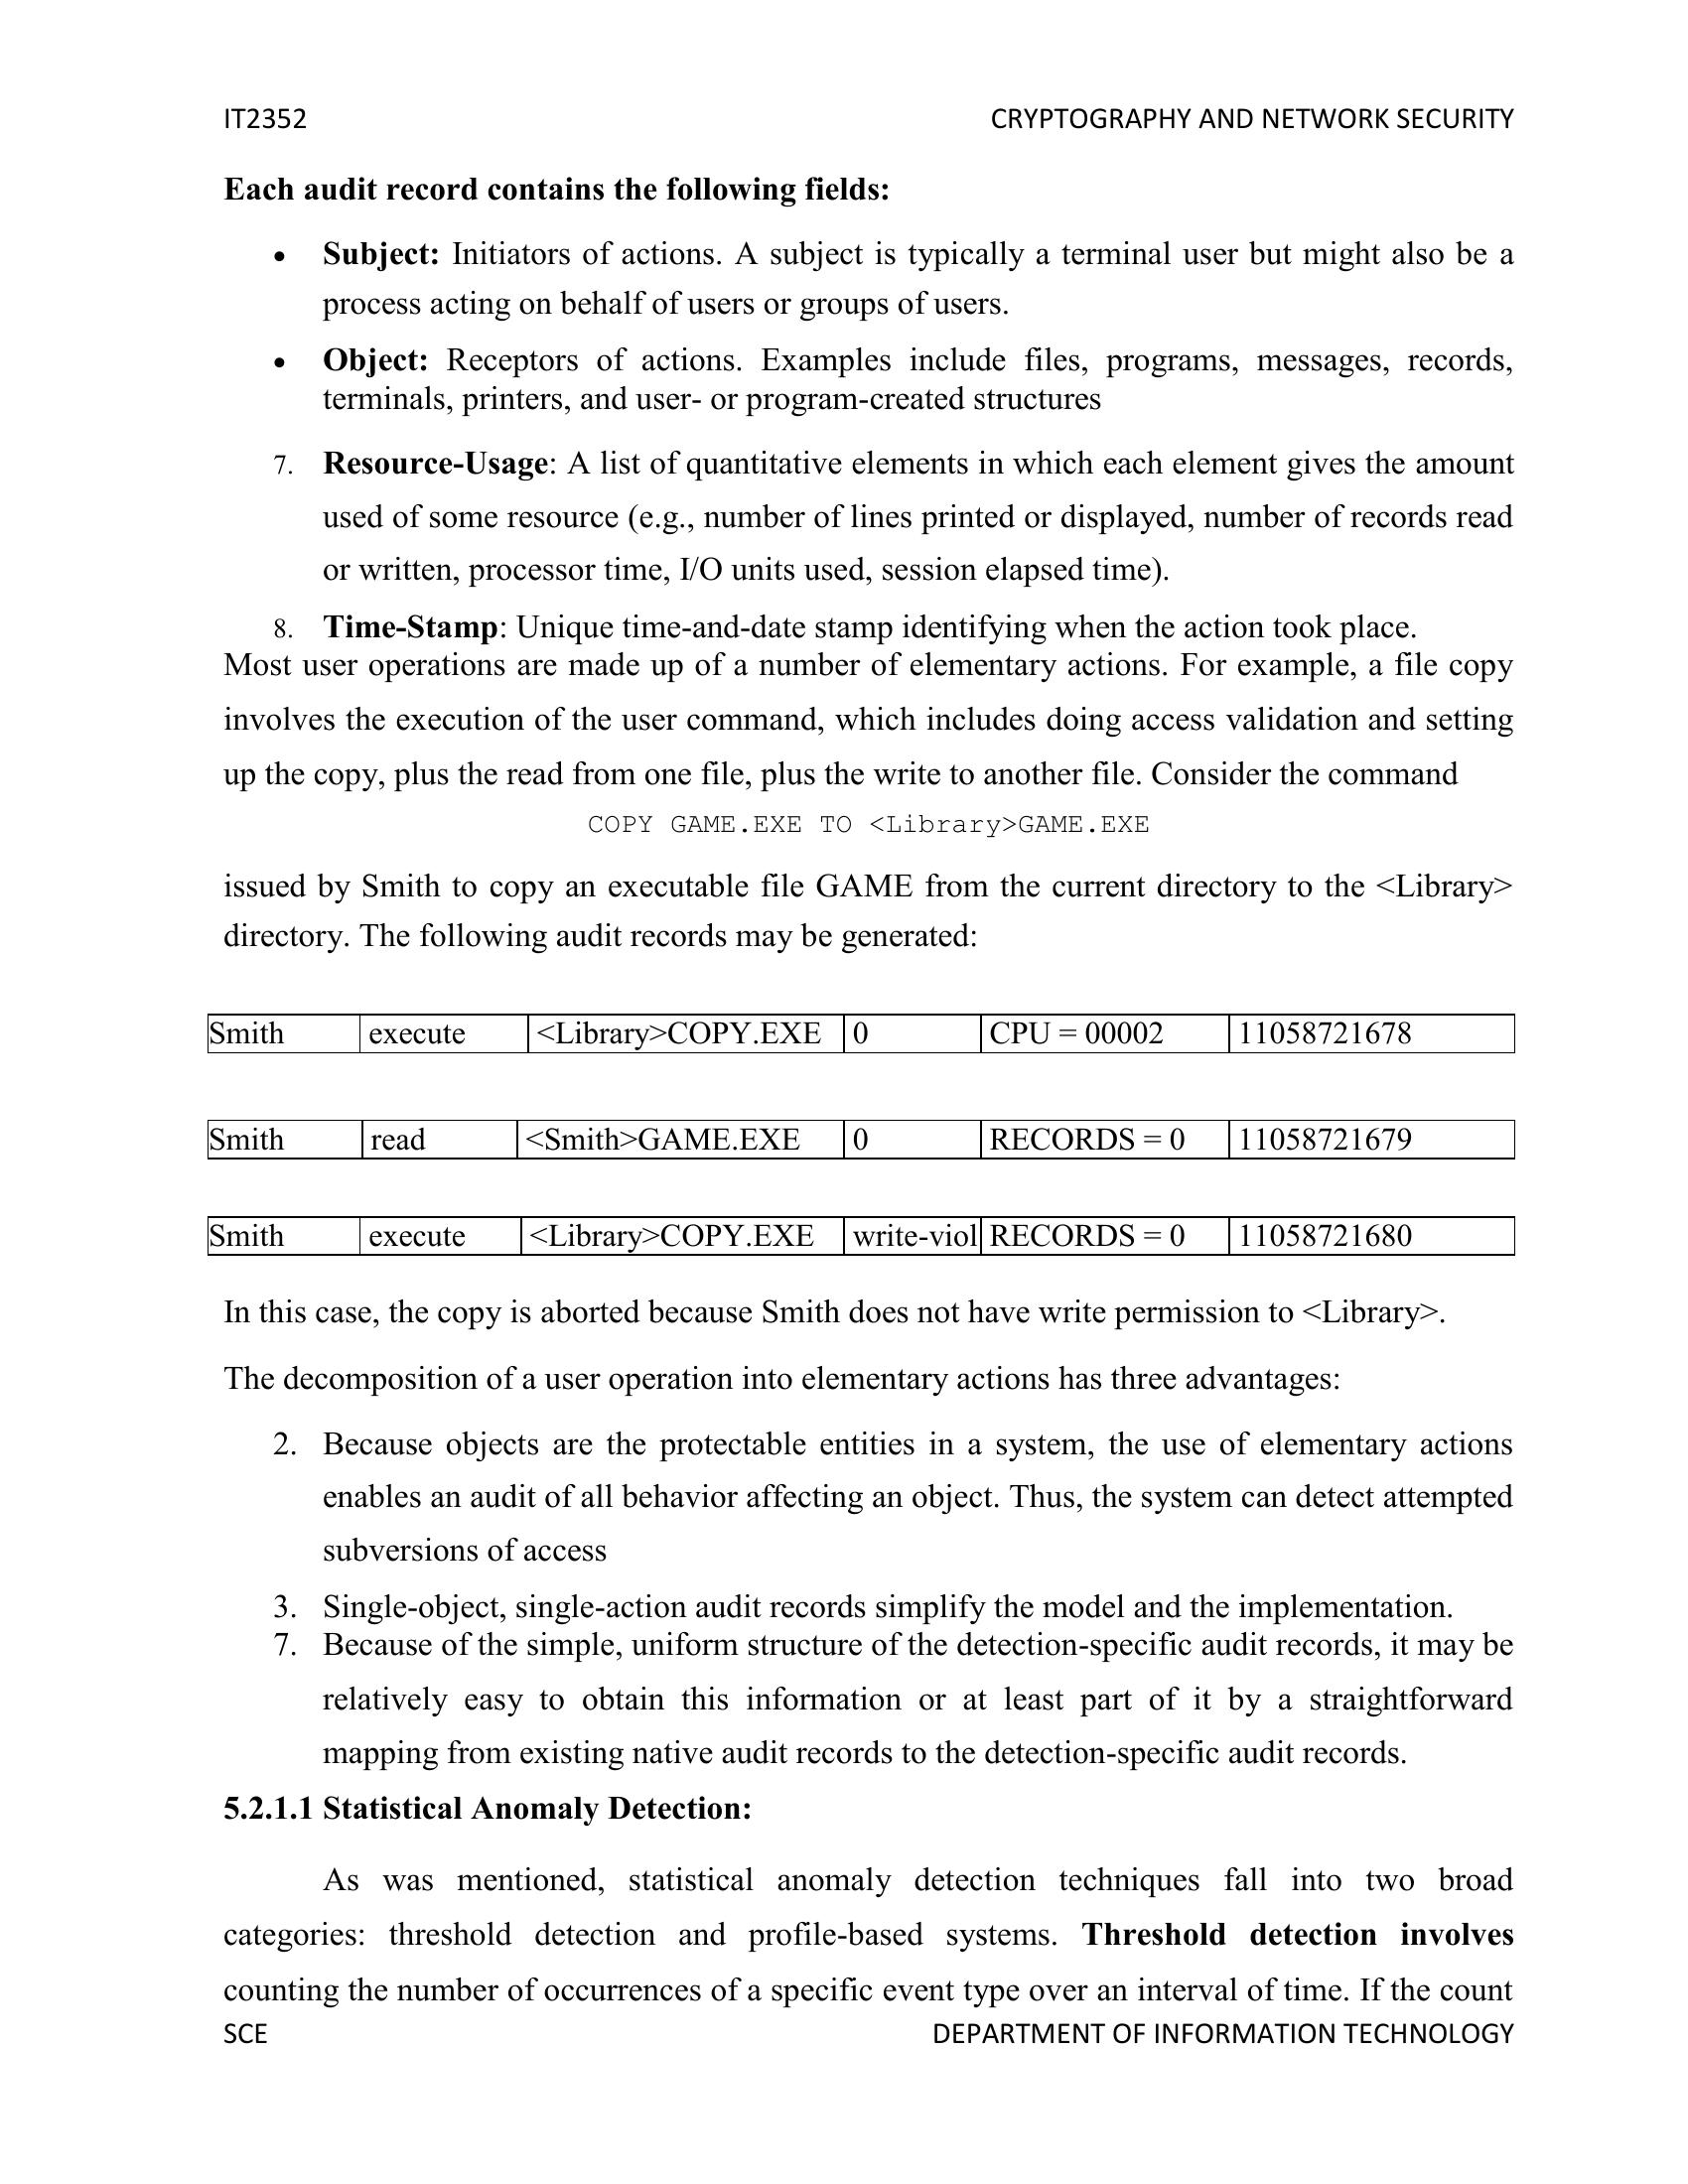 IT2352 CRYPTOGRAPHY AND NETWORK SECURITY
Each audit record contains the following fields:
• Subject: Initiators of actions. A subject is typically a terminal user but might also be a
process acting on behalf of users or groups of users.
• Object: Receptors of actions. Examples include files, programs, messages, records,
terminals, printers, and user- or program-created structures
7. Resource-Usage: A list of quantitative elements in which each element gives the amount
used of some resource (e.g., number of lines printed or displayed, number of records read
or written, processor time, I/O units used, session elapsed time).
8. Time-Stamp: Unique time-and-date stamp identifying when the action took place.
Most user operations are made up of a number of elementary actions. For example, a file copy
involves the execution of the user command, which includes doing access validation and setting
up the copy, plus the read from one file, plus the write to another file. Consider the command
COPY GAME.EXE TO <Library>GAME.EXE
issued by Smith to copy an executable file GAME from the current directory to the <Library>
directory. The following audit records may be generated:
Smith execute <Library>COPY.EXE 0 CPU = 00002 11058721678
Smith read <Smith>GAME.EXE 0 RECORDS = 0 11058721679
Smith execute <Library>COPY.EXE write-viol RECORDS = 0 11058721680
In this case, the copy is aborted because Smith does not have write permission to <Library>.
The decomposition of a user operation into elementary actions has three advantages:
2. Because objects are the protectable entities in a system, the use of elementary actions
enables an audit of all behavior affecting an object. Thus, the system can detect attempted
subversions of access
3. Single-object, single-action audit records simplify the model and the implementation.
7. Because of the simple, uniform structure of the detection-specific audit records, it may be
relatively easy to obtain this information or at least part of it by a straightforward
mapping from existing native audit records to the detection-specific audit records.
5.2.1.1 Statistical Anomaly Detection:
As was mentioned, statistical anomaly detection techniques fall into two broad
categories: threshold detection and profile-based systems. Threshold detection involves
counting the number of occurrences of a specific event type over an interval of time. If the count
SCE DEPARTMENT OF INFORMATION TECHNOLOGY